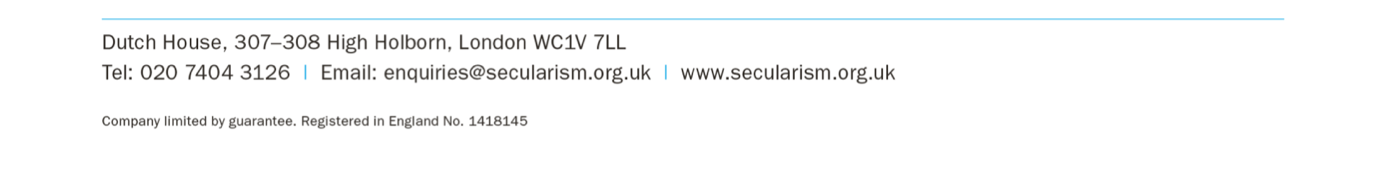 Dutch House, 307–308 High Holborn, London WC1V 7LL
Tel: 020 7404 3126 | Email: enquiries@secularism.org.uk | www.secularism.org.uk
Company limited by guarantee. Registered in England No. 1418145